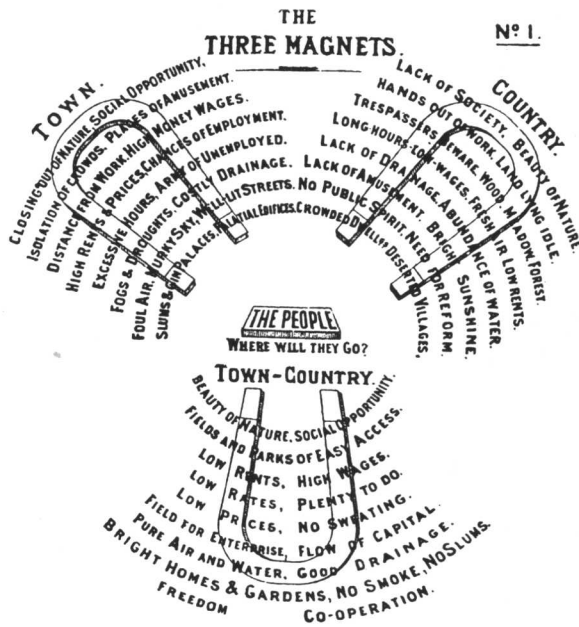 THE
THREE MAGNETS.
Nº 1.
TOWN.
CLOSING OUT OF NATURE. SOCIAL OPPORTUNITY.
ISOLATION OF CROWDS. PLACES OF AMUSEMENT.
DISTANCE FROM WORK. HIGH MONEY WAGES.
HIGH RENTS & PRICES. CHANCES OF EMPLOYMENT.
EXCESSIVE HOURS. ARMY OF UNEMPLOYED.
FOGS & DROUGHTS. COSTLY DRAINAGE.
FOUL AIR. MURKY SKY. WELL-LIT STREETS.
SLUMS & GIN PALACES. PALATIAL EDIFICES.
COUNTRY.
LACK OF SOCIETY. BEAUTY OF NATURE.
HANDS OUT OF WORK. LAND LYING IDLE.
TRESPASSERS BEWARE. WOOD, MEADOW, FOREST.
LONG HOURS-LOW WAGES. FRESH AIR. LOW RENTS.
LACK OF DRAINAGE. ABUNDANCE OF WATER.
LACK OF AMUSEMENT. BRIGHT SUNSHINE.
NO PUBLIC SPIRIT. NEED FOR REFORM.
CROWDED DWELLGS DESERTED VILLAGES,
THE PEOPLE
WHERE WILL THEY GO?
TOWN-COUNTRY.
BEAUTY OF NATURE. SOCIAL OPPORTUNITY.
FIELDS AND PARKS OF EASY ACCESS.
LOW RENTS, HIGH WAGES.
LOW RATES, PLENTY TO DO.
LOW PRICES, NO SWEATING.
FIELD FOR ENTERPRISE, FLOW OF CAPITAL.
PURE AIR AND WATER, GOOD DRAINAGE.
BRIGHT HOMES & GARDENS, NO SMOKE, NO SLUMS.
FREEDOM CO-OPERATION.